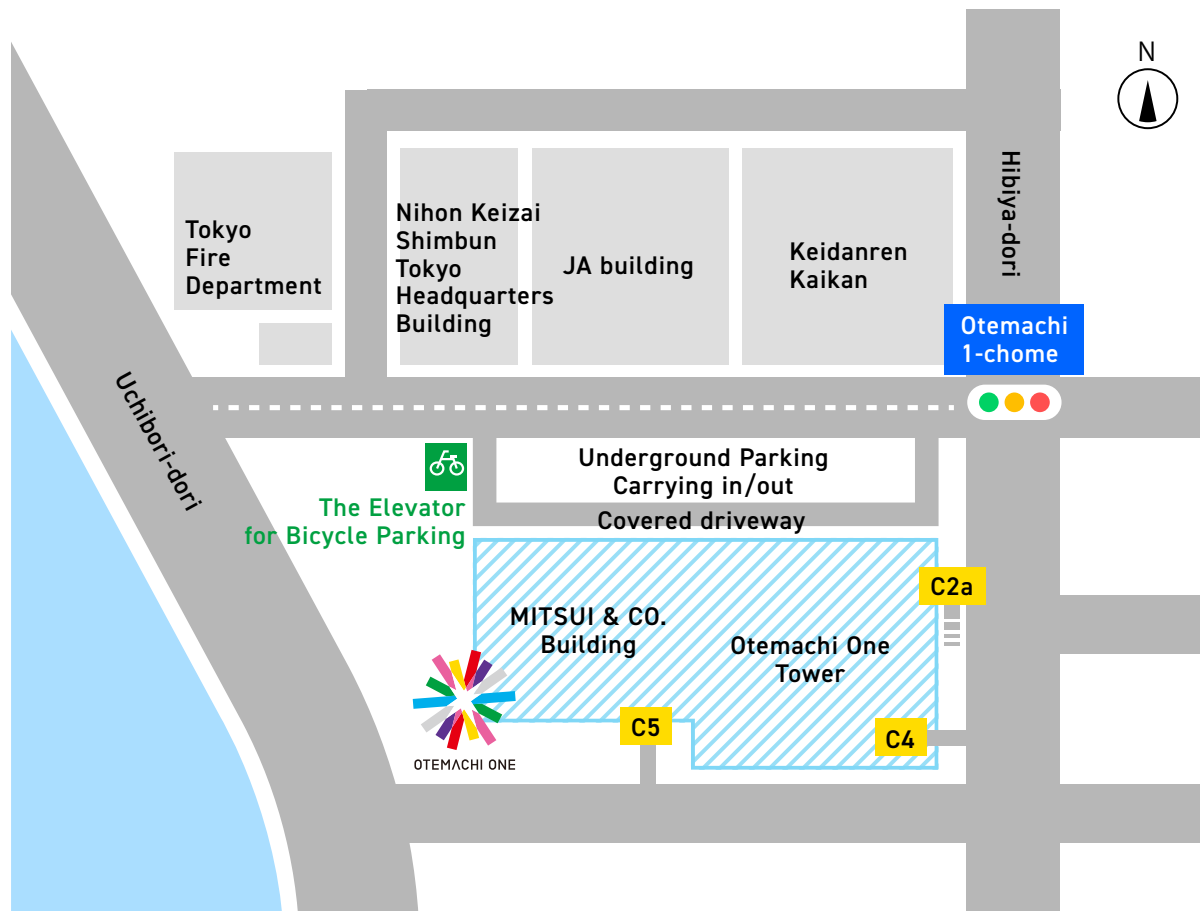 N
Hibiya-dori
Nihon Keizai
Shimbun
Tokyo
Headquarters
Building
Tokyo
Fire
Department
JA building
Keidanren
Kaikan
Otemachi
1-chome
Uchibori-dori
Underground Parking
Carrying in/out
Covered driveway
The Elevator
for Bicycle Parking
C2a
MITSUI & CO.
Building
Otemachi One
Tower
C5
C4
OTEMACHI ONE